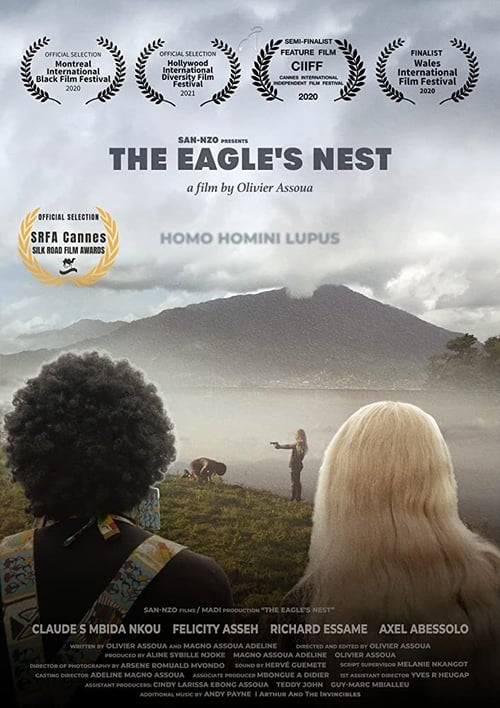 OFFICIAL SELECTION
Montreal
International
Black Film Festival
2020
OFFICIAL SELECTION
Hollywood
International
Diversity Film
Festival
2021
SEMI-FINALIST
FEATURE FILM
CIIFF
CANNES INTERNATIONAL
INDEPENDENT FILM FESTIVAL
2020
FINALIST
Wales
International
Film Festival
2020
SAN-NZO PRESENTS
THE EAGLE'S NEST
a film by Olivier Assoua
OFFICIAL SELECTION
SRFA Cannes
SILK ROAD FILM AWARDS
HOMO HOMINI LUPUS
SAN-NZO FILMS / MADI PRODUCTION "THE EAGLE'S NEST"
CLAUDE S MBIDA NKOU FELICITY ASSEH RICHARD ESSAME AXEL ABESSOLO
WRITTEN BY OLIVIER ASSOUA AND MAGNO ASSOUA ADELINE DIRECTED AND EDITED BY OLIVIER ASSOUA
PRODUCED BY ALINE SYBILLE NJOKE MAGNO ASSOUA ADELINE OLIVIER ASSOUA
DIRECTOR OF PHOTOGRAPHY BY ARSENE ROMUALD MVONDO SOUND BY HERVÉ GUEMETE SCRIPT SUPERVISOR MELANIE NKANGOT
CASTING DIRECTOR ADELINE MAGNO ASSOUA ASSOCIATE PRODUCER MBONGUE A DIDIER 1ST ASSISTANT DIRECTOR YVES R HEUGAP
ASSISTANT PRODUCERS: CINDY LARISSA EBONG ASSOUA TEDDY JOHN GUY-MARC MBIALLEU
ADDITIONAL MUSIC BY ANDY PAYNE I Arthur And The Invincibles